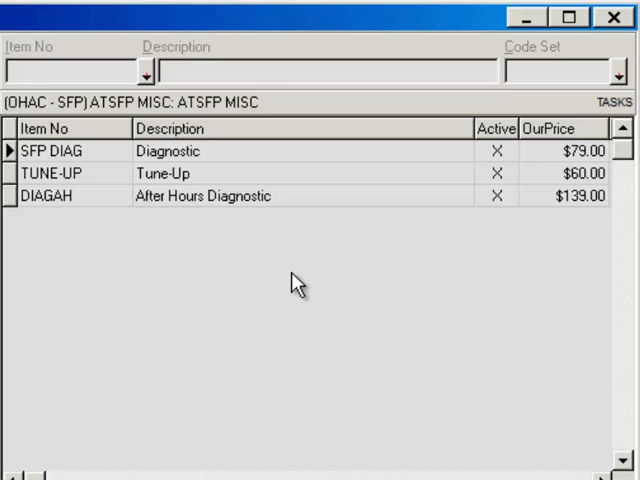 Item No Description Code Set
(OHAC - SFP) ATSFP MISC: ATSFP MISC TASKS
Item No Description Active OurPrice
SFP DIAG Diagnostic X $79.00
TUNE-UP Tune-Up X $60.00
DIAGAH After Hours Diagnostic X $139.00